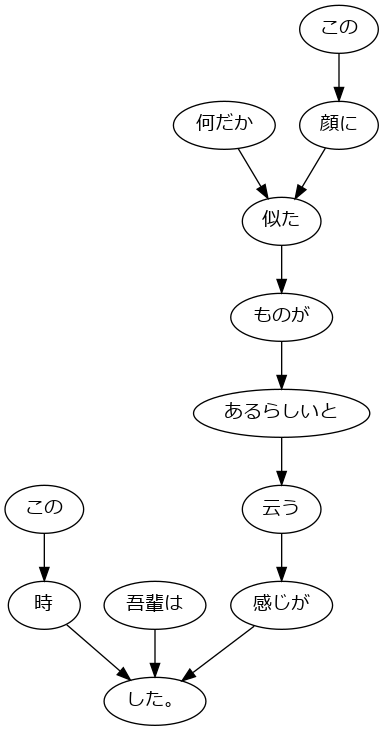 この
何だか
顔に
似た
ものが
あるらしいと
この
云う
時
吾輩は
感じが
した。